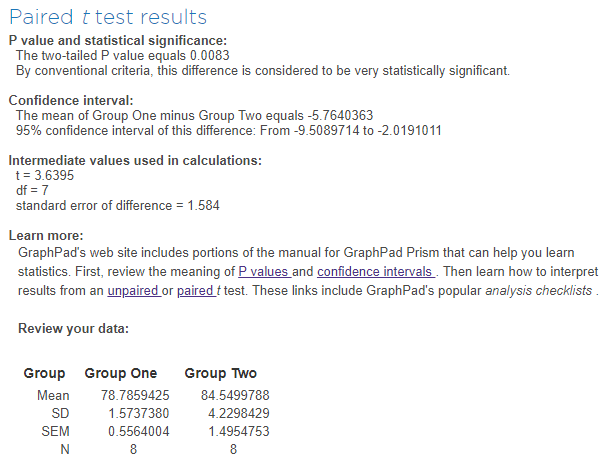 Paired t test results
P value and statistical significance:
The two-tailed P value equals 0.0083
By conventional criteria, this difference is considered to be very statistically significant.
Confidence interval:
The mean of Group One minus Group Two equals -5.7640363
95% confidence interval of this difference: From -9.5089714 to -2.0191011
Intermediate values used in calculations:
t = 3.6395
df = 7
standard error of difference = 1.584
Learn more:
GraphPad's web site includes portions of the manual for GraphPad Prism that can help you learn
statistics. First, review the meaning of P values and confidence intervals . Then learn how to interpret
results from an unpaired or paired t test. These links include GraphPad's popular analysis checklists .
Review your data:
Group Group One Group Two
Mean 78.7859425 84.5499788
SD 1.5737380 4.2298429
SEM 0.5564004 1.4954753
N 8 8